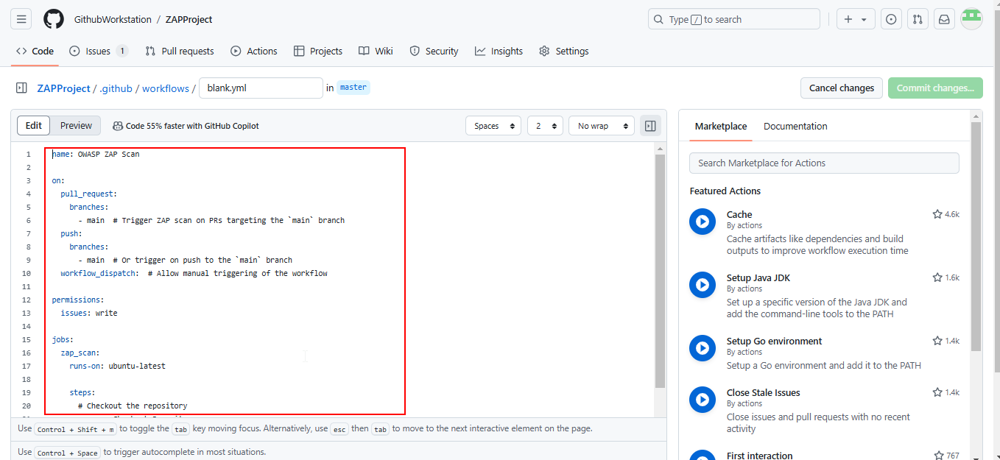 GithubWorkstation / ZAPProject
Type / to search
Code
Issues 1
Pull requests
Actions
Projects
Wiki
Security
Insights
Settings
ZAPProject / .github / workflows / blank.yml in master
Cancel changes
Commit changes...
Edit
Preview
Code 55% faster with GitHub Copilot
Spaces
2
No wrap
1 name: OWASP ZAP Scan
2
3 on:
4 pull_request:
5 branches:
6 - main # Trigger ZAP scan on PRs targeting the `main` branch
7 push:
8 branches:
9 - main # Or trigger on push to the `main` branch
10 workflow_dispatch: # Allow manual triggering of the workflow
11
12 permissions:
13 issues: write
14
15 jobs:
16 zap_scan:
17 runs-on: ubuntu-latest
18
19 steps:
20 # Checkout the repository
Use Control + Shift + m to toggle the tab key moving focus. Alternatively, use esc then tab to move to the next interactive element on the page.
Use Control + Space to trigger autocomplete in most situations.
Marketplace
Documentation
Search Marketplace for Actions
Featured Actions
Cache
4.6k
By actions
Cache artifacts like dependencies and build
outputs to improve workflow execution time
Setup Java JDK
1.6k
By actions
Set up a specific version of the Java JDK and
add the command-line tools to the PATH
Setup Go environment
1.4k
By actions
Setup a Go environment and add it to the PATH
Close Stale Issues
1.4k
By actions
Close issues and pull requests with no recent
activity
First interaction
767